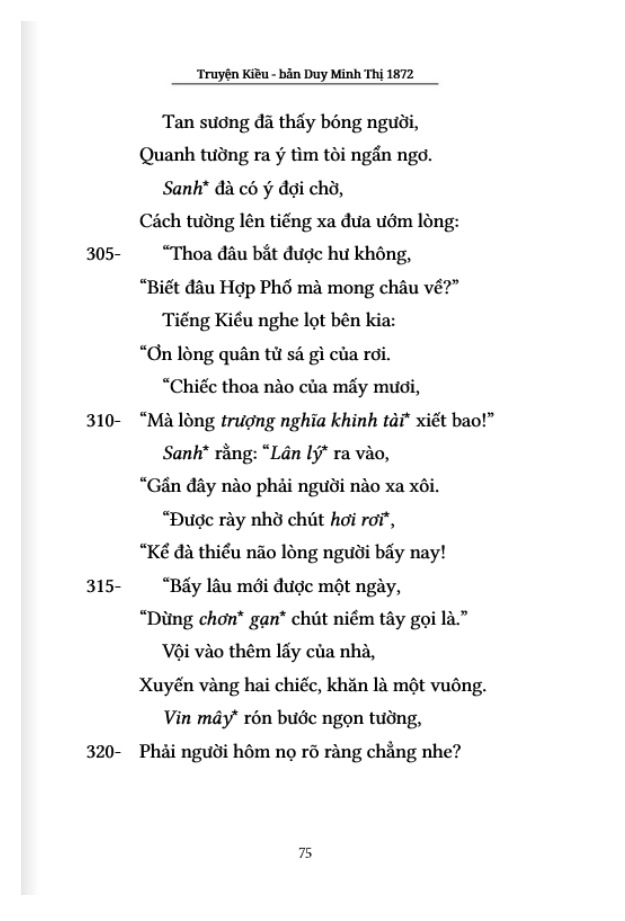 Truyện Kiều - bản Duy Minh Thị 1872
Tan sương đã thấy bóng người,
Quanh tường ra ý tìm tòi ngẩn ngơ.
Sanh* đà có ý đợi chờ,
Cách tường lên tiếng xa đưa ướm lòng:
305- “Thoa đâu bắt được hư không,
“Biết đâu Hợp Phố mà mong châu về?”
Tiếng Kiều nghe lọt bên kia:
“Ơn lòng quân tử sá gì của rơi.
“Chiếc thoa nào của mấy mươi,
310- “Mà lòng trượng nghĩa khinh tài* xiết bao!”
Sanh* rằng: “Lân lý* ra vào,
“Gần đây nào phải người nào xa xôi.
“Được rày nhờ chút hơi rơi*,
“Kể đà thiểu não lòng người bấy nay!
315- “Bấy lâu mới được một ngày,
“Dừng chơn* gạn* chút niềm tây gọi là.”
Vội vào thêm lấy của nhà,
Xuyến vàng hai chiếc, khăn là một vuông.
Vin mây* rón bước ngọn tường,
320- Phải người hôm nọ rõ ràng chẳng nhe?
75